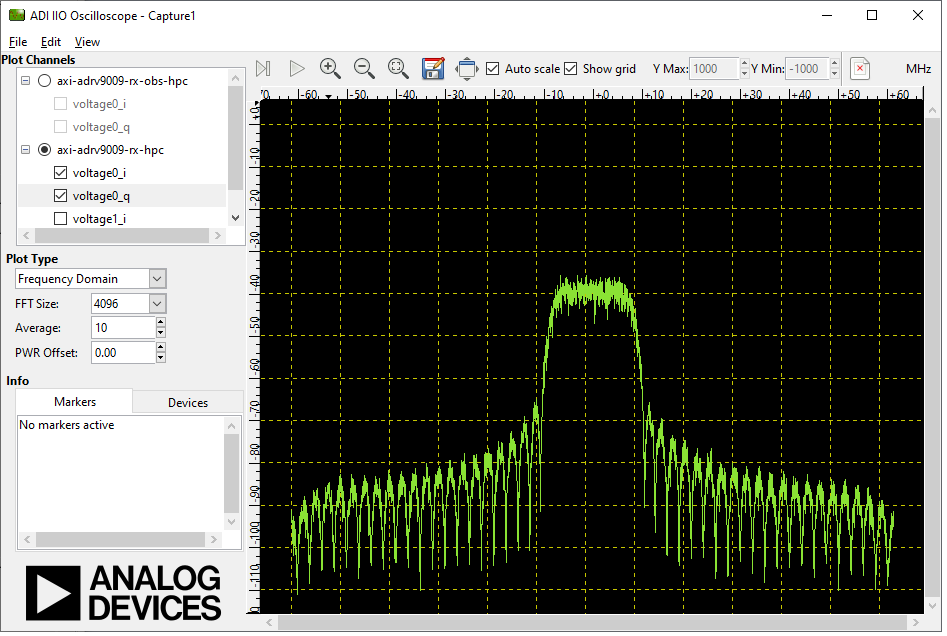 ADI IIO Oscilloscope - Capture1
File Edit View
Plot Channels
axi-adrv9009-rx-obs-hpc
voltage0_i
voltage0_q
axi-adrv9009-rx-hpc
voltage0_i
voltage0_q
voltage1_i
Plot Type
Frequency Domain
FFT Size: 4096
Average: 10
PWR Offset: 0.00
Info
Markers Devices
No markers active
ANALOG
DEVICES
Auto scale Show grid Y Max: 1000 Y Min: -1000 MHz
70 -60 -50 -40 -30 -20 -10 +0 +10 +20 +30 +40 +50 +60
+0
-10
-20
-30
-40
-50
-60
-70
-80
-90
-100
-110